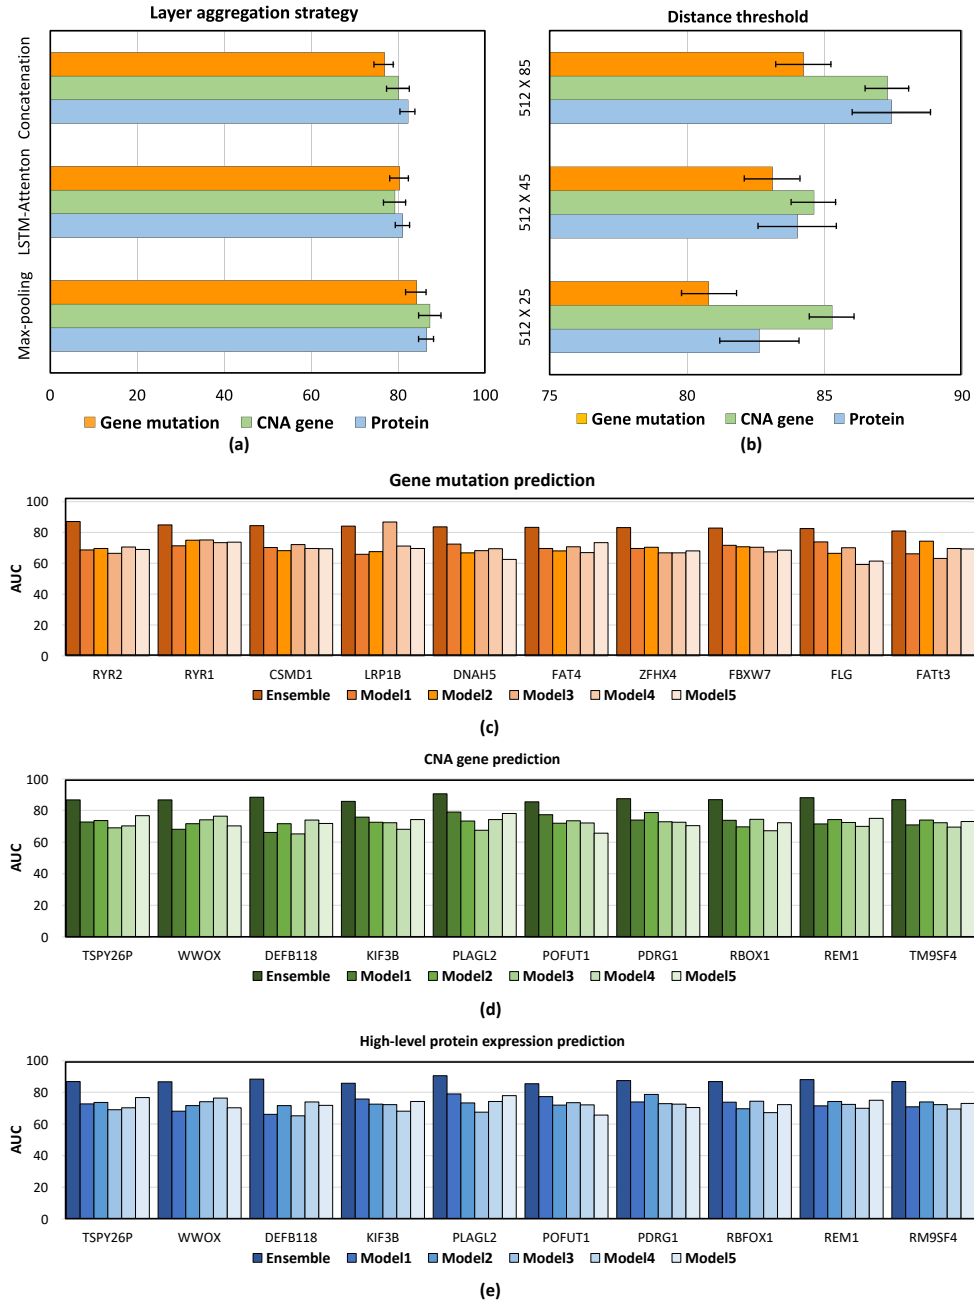 Layer aggregation strategy
Concatenation
LSTM-Attenton
Max-pooling
0 20 40 60 80 100
Gene mutation CNA gene Protein
(a)
Distance threshold
512 X 85
512 X 45
512 X 25
75 80 85 90
Gene mutation CNA gene Protein
(b)
Gene mutation prediction
AUC
100
80
60
40
20
0
RYR2 RYR1 CSMD1 LRP1B DNAH5 FAT4 ZFHX4 FBXW7 FLG FATt3
Ensemble Model1 Model2 Model3 Model4 Model5
(c)
CNA gene prediction
AUC
100
80
60
40
20
0
TSPY26P WWOX DEFB118 KIF3B PLAGL2 POFUT1 PDRG1 RBOX1 REM1 TM9SF4
Ensemble Model1 Model2 Model3 Model4 Model5
(d)
High-level protein expression prediction
AUC
100
80
60
40
20
0
TSPY26P WWOX DEFB118 KIF3B PLAGL2 POFUT1 PDRG1 RBFOX1 REM1 RM9SF4
Ensemble Model1 Model2 Model3 Model4 Model5
(e)